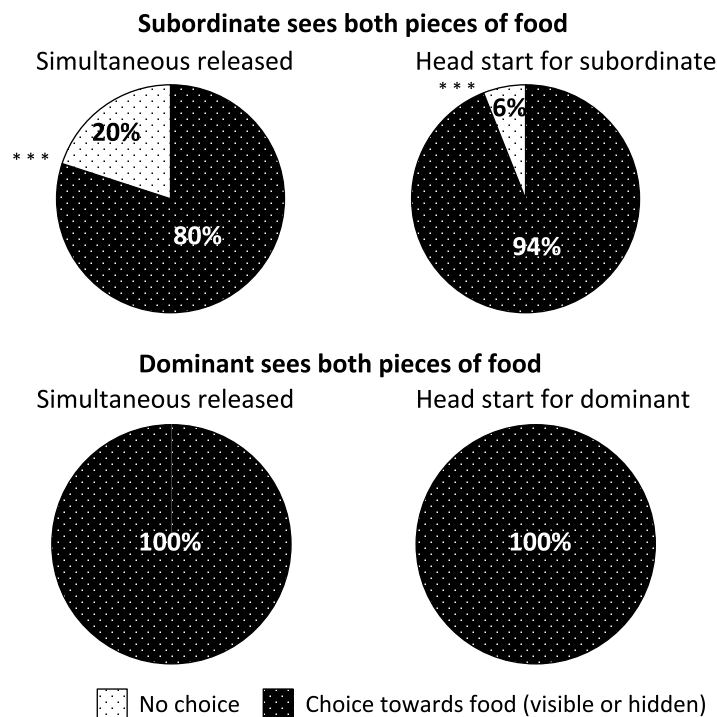 Subordinate sees both pieces of food
Simultaneous released
Head start for subordinate
***
20%
80%
***
6%
94%
Dominant sees both pieces of food
Simultaneous released
Head start for dominant
100%
100%
No choice
Choice towards food (visible or hidden)